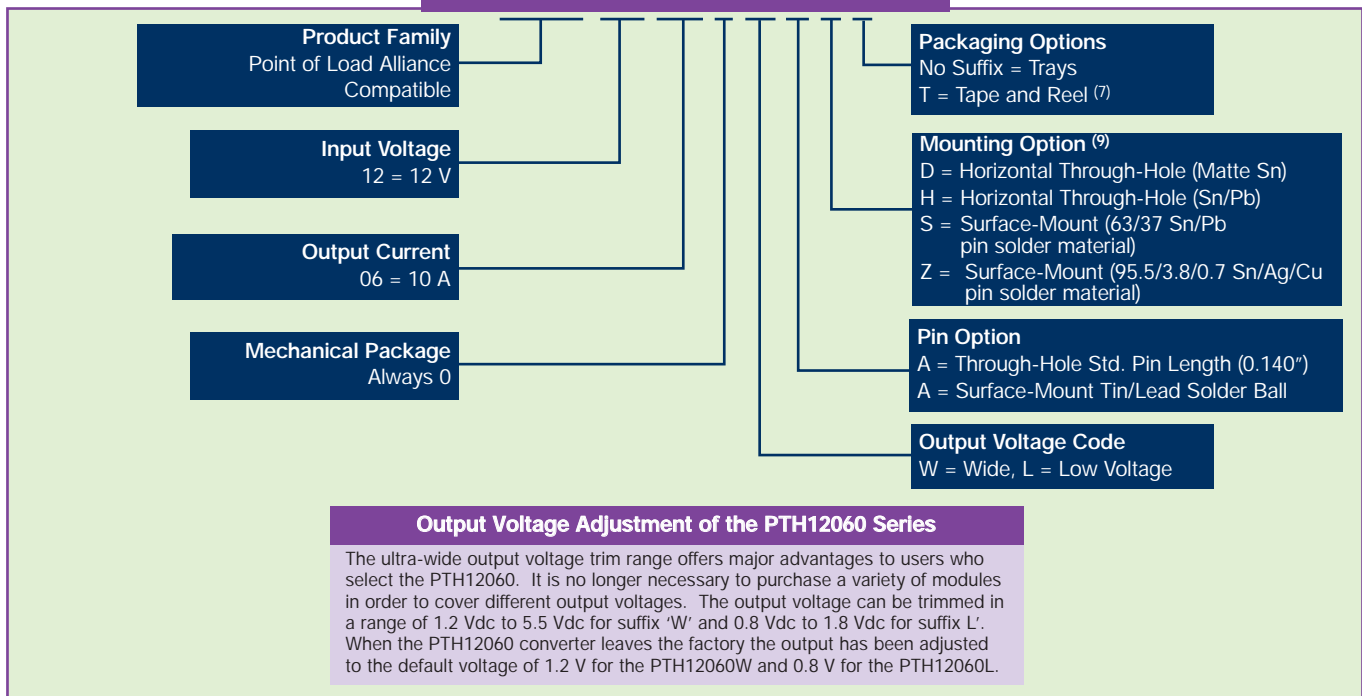 Product Family
Point of Load Alliance
Compatible
Input Voltage
12 = 12 V
Output Current
06 = 10 A
Mechanical Package
Always 0
Packaging Options
No Suffix = Trays
T = Tape and Reel (7)
Mounting Option (9)
D = Horizontal Through-Hole (Matte Sn)
H = Horizontal Through-Hole (Sn/Pb)
S = Surface-Mount (63/37 Sn/Pb
pin solder material)
Z = Surface-Mount (95.5/3.8/0.7 Sn/Ag/Cu
pin solder material)
Pin Option
A = Through-Hole Std. Pin Length (0.140″)
A = Surface-Mount Tin/Lead Solder Ball
Output Voltage Code
W = Wide, L = Low Voltage
Output Voltage Adjustment of the PTH12060 Series
The ultra-wide output voltage trim range offers major advantages to users who
select the PTH12060. It is no longer necessary to purchase a variety of modules
in order to cover different output voltages. The output voltage can be trimmed in
a range of 1.2 Vdc to 5.5 Vdc for suffix ‘W’ and 0.8 Vdc to 1.8 Vdc for suffix L’.
When the PTH12060 converter leaves the factory the output has been adjusted
to the default voltage of 1.2 V for the PTH12060W and 0.8 V for the PTH12060L.